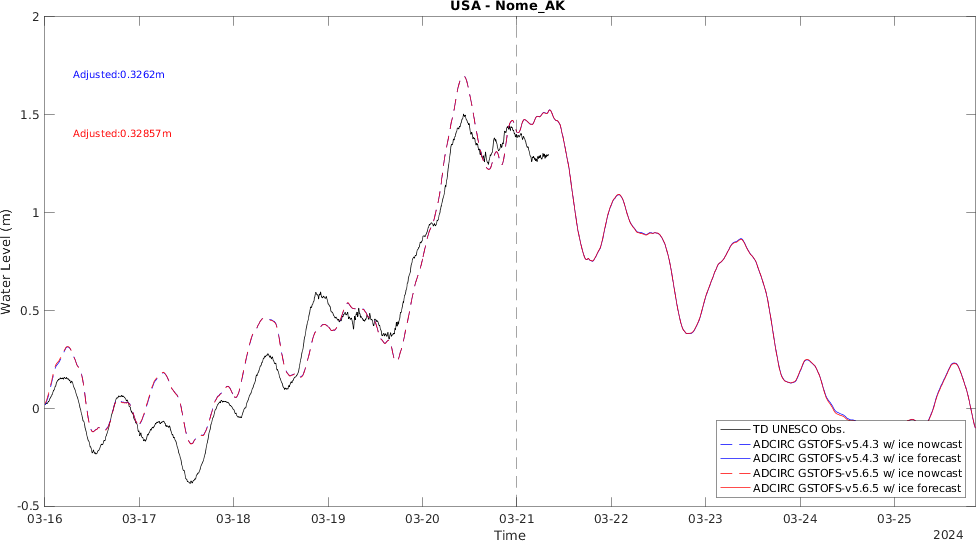 USA - Nome_AK
2
1.5
1
0.5
0
-0.5
Water Level (m)
Adjusted:0.3262m
Adjusted:0.32857m
TD UNESCO Obs.
ADCIRC GSTOFS-v5.4.3 w/ ice nowcast
ADCIRC GSTOFS-v5.4.3 w/ ice forecast
ADCIRC GSTOFS-v5.6.5 w/ ice nowcast
ADCIRC GSTOFS-v5.6.5 w/ ice forecast
03-16 03-17 03-18 03-19 03-20 03-21 03-22 03-23 03-24 03-25
Time
2024